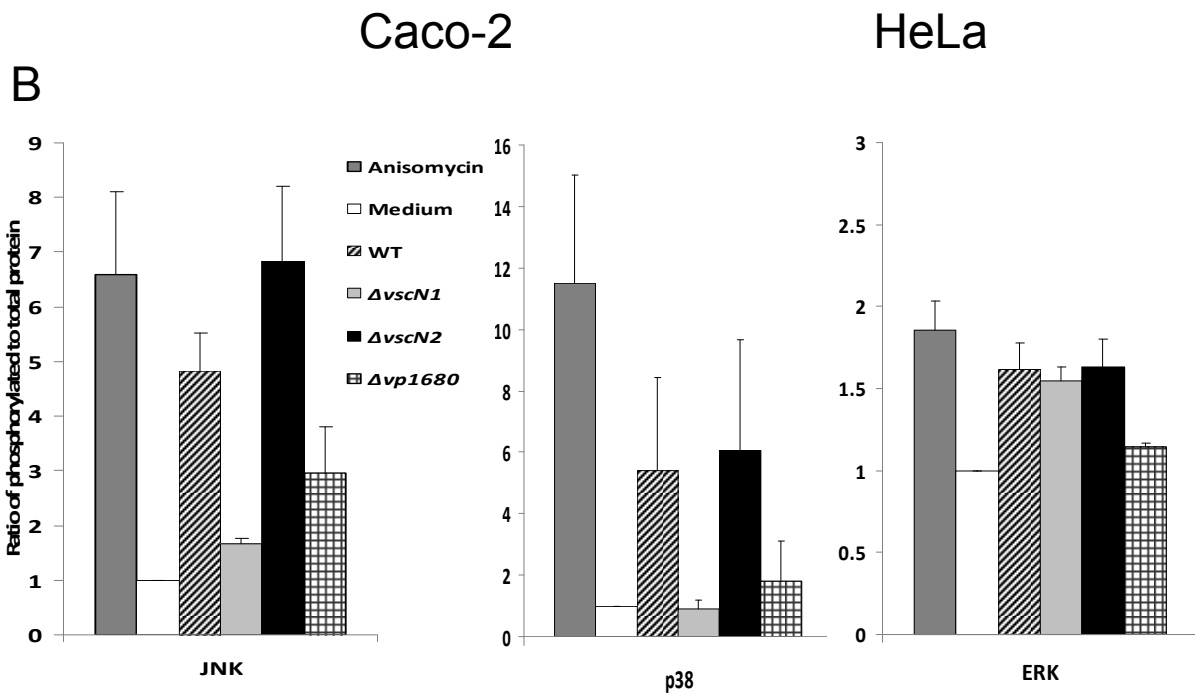 Caco-2
HeLa
B
Ratio of phosphorylated to total protein
9
8
7
6
5
4
3
2
1
0
JNK
Anisomycin
Medium
WT
ΔvscN1
ΔvscN2
Δvp1680
16
14
12
10
8
6
4
2
0
p38
3
2.5
2
1.5
1
0.5
0
ERK